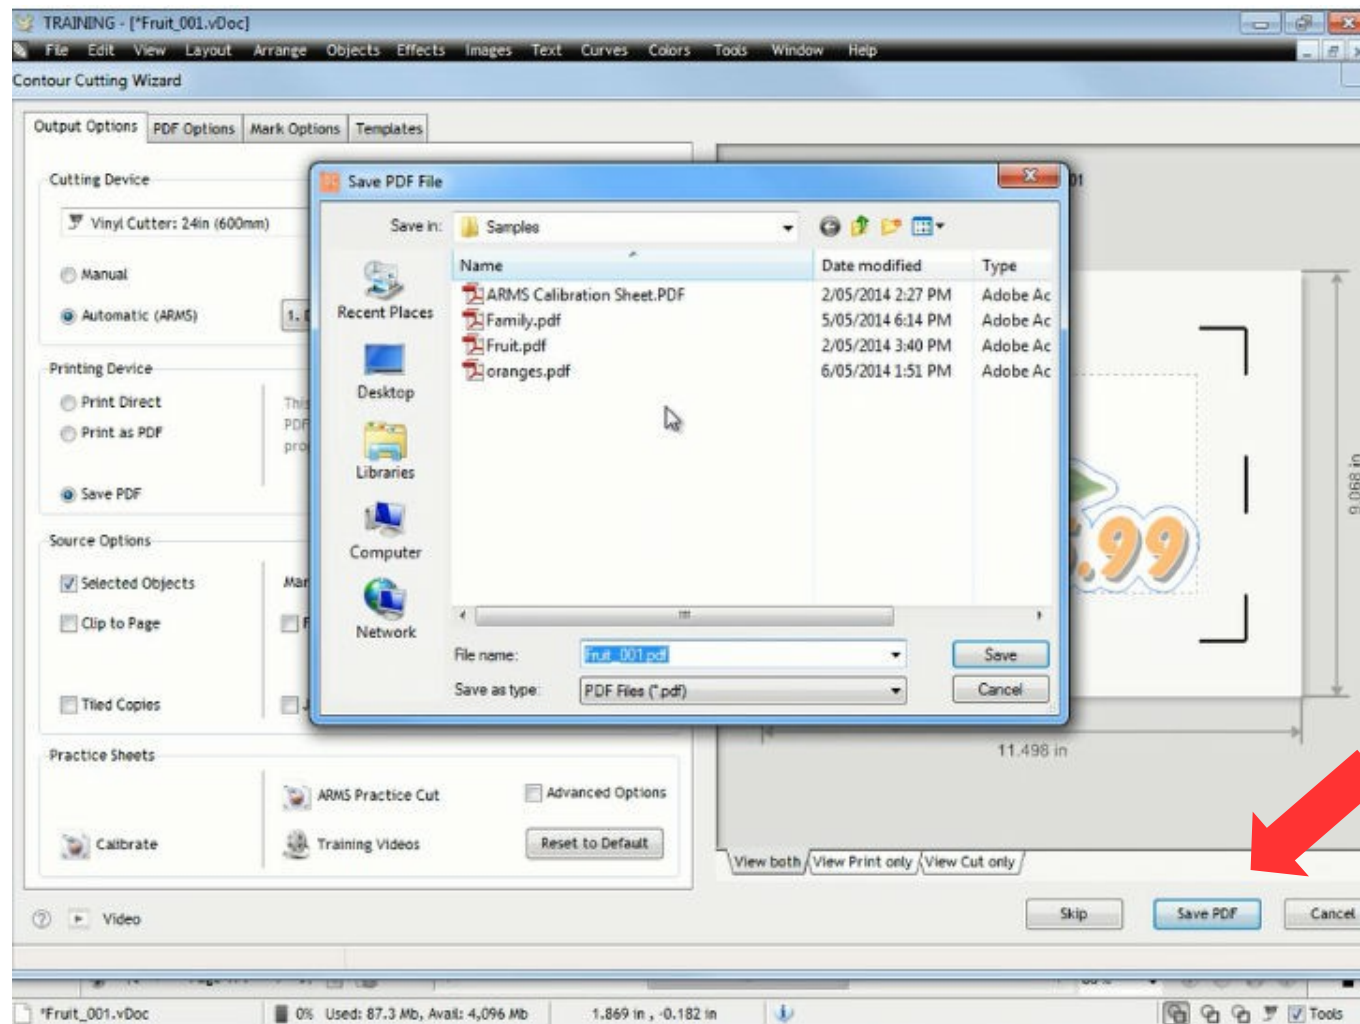 TRAINING - [*Fruit_001.vDoc]
File Edit View Layout Arrange Objects Effects Images Text Curves Colors Tools Window Help
Contour Cutting Wizard
Output Options PDF Options Mark Options Templates
Cutting Device
Vinyl Cutter: 24in (600mm)
Manual
Automatic (ARMS)
1.
Printing Device
Print Direct
This
Print as PDF
PDF
pro
Save PDF
Source Options
Selected Objects
Mar
Clip to Page
F
Tiled Copies
J
Practice Sheets
ARMS Practice Cut
Advanced Options
Calibrate
Training Videos
Reset to Default
Video
Save PDF File
Save in:
Samples
Name Date modified Type
ARMS Calibration Sheet.PDF 2/05/2014 2:27 PM Adobe Ac
Family.pdf 5/05/2014 6:14 PM Adobe Ac
Fruit.pdf 2/05/2014 3:40 PM Adobe Ac
oranges.pdf 6/05/2014 1:51 PM Adobe Ac
Recent Places
Desktop
Libraries
Computer
Network
File name:
Fruit_001.pdf
Save
Save as type:
PDF Files (*.pdf)
Cancel
01
.99
9.068 in
11.496 in
View both View Print only View Cut only
Skip Save PDF Cancel
*Fruit_001.vDoc 0% Used: 87.3 Mb, Avail: 4,096 Mb 1.869 in , -0.182 in Tools